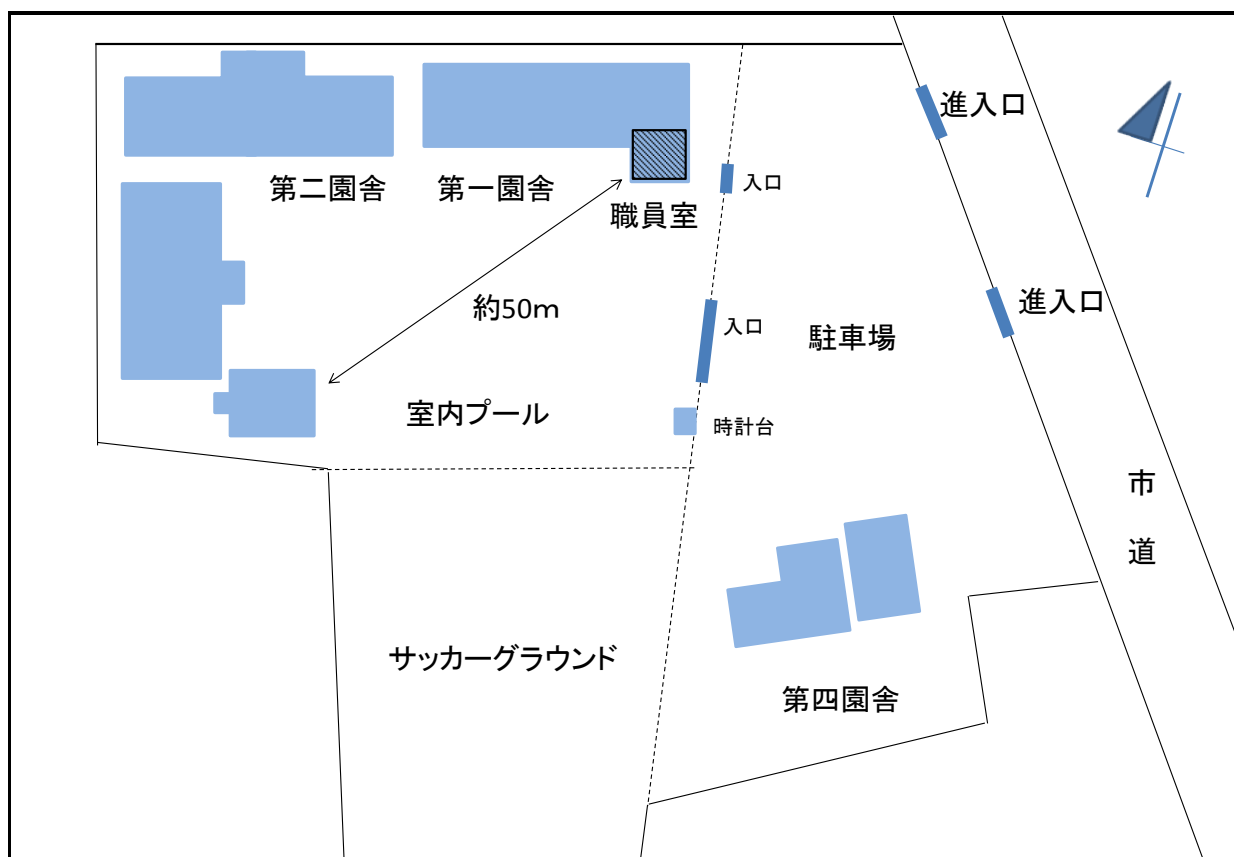 進入口
第二園舎
第一園舎
入口
職員室
約50m
入口
駐車場
進入口
室内プール
時計台
市
道
サッカーグラウンド
第四園舎